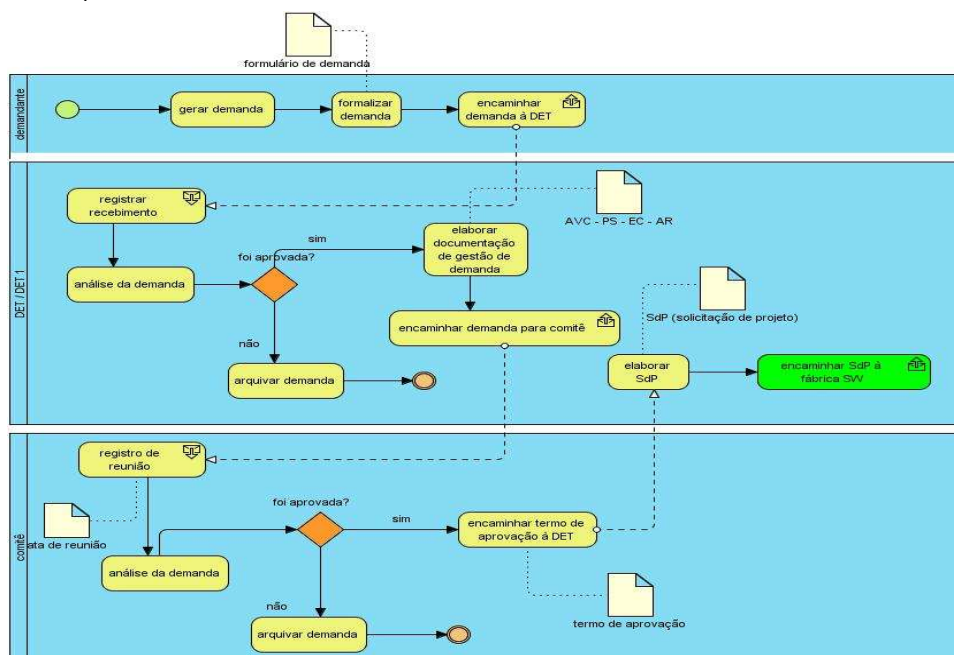 formulário de demanda
demandante
gerar demanda
formalizar
demanda
encaminhar
demanda à DET
DET / DET 1
registrar
recebimento
AVC - PS - EC - AR
análise da demanda
foi aprovada?
sim
elaborar
documentação
de gestão de
demanda
não
arquivar demanda
encaminhar demanda para comitê
SdP (solicitação de projeto)
elaborar
SdP
encaminhar SdP à
fábrica SW
comitê
registro de
reunião
ata de reunião
análise da demanda
foi aprovada?
sim
encaminhar termo de
aprovação à DET
não
arquivar demanda
termo de aprovação